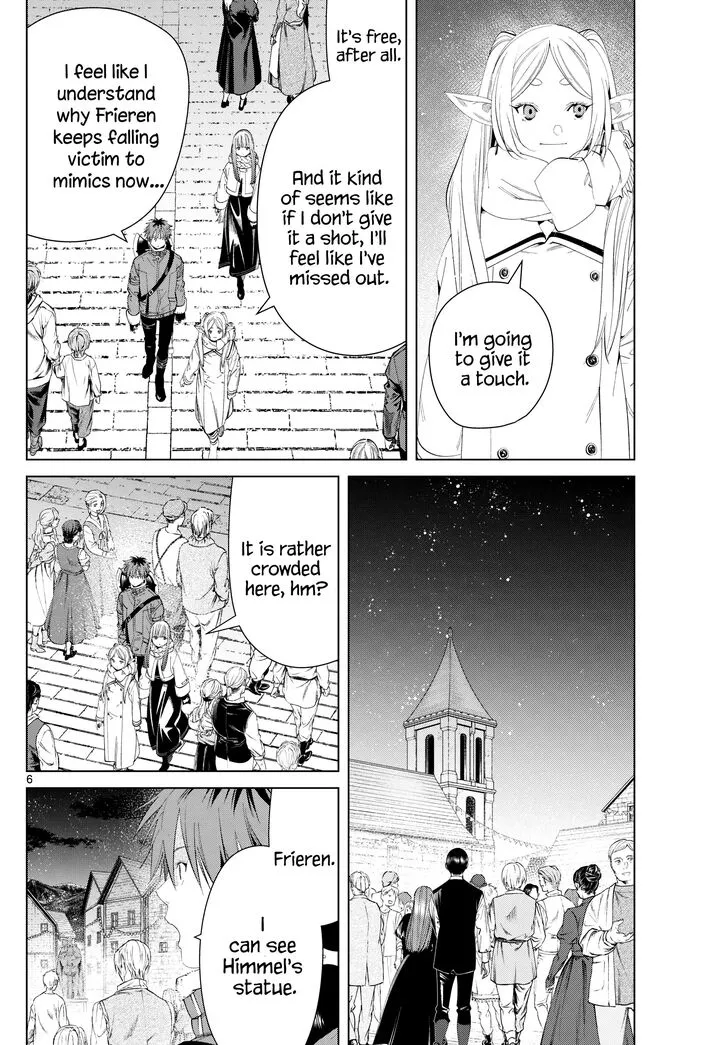 I'm going
to give it
a touch.
It's free,
after all.
And it kind
of seems like
if I don't give
it a shot, I'll
feel like I've
missed out.
I feel like I
understand
why Frieren
keeps falling
victim to
mimics now...
It is rather
crowded
here, hm?
Frieren.
I
can see
Himmel's
statue.
6